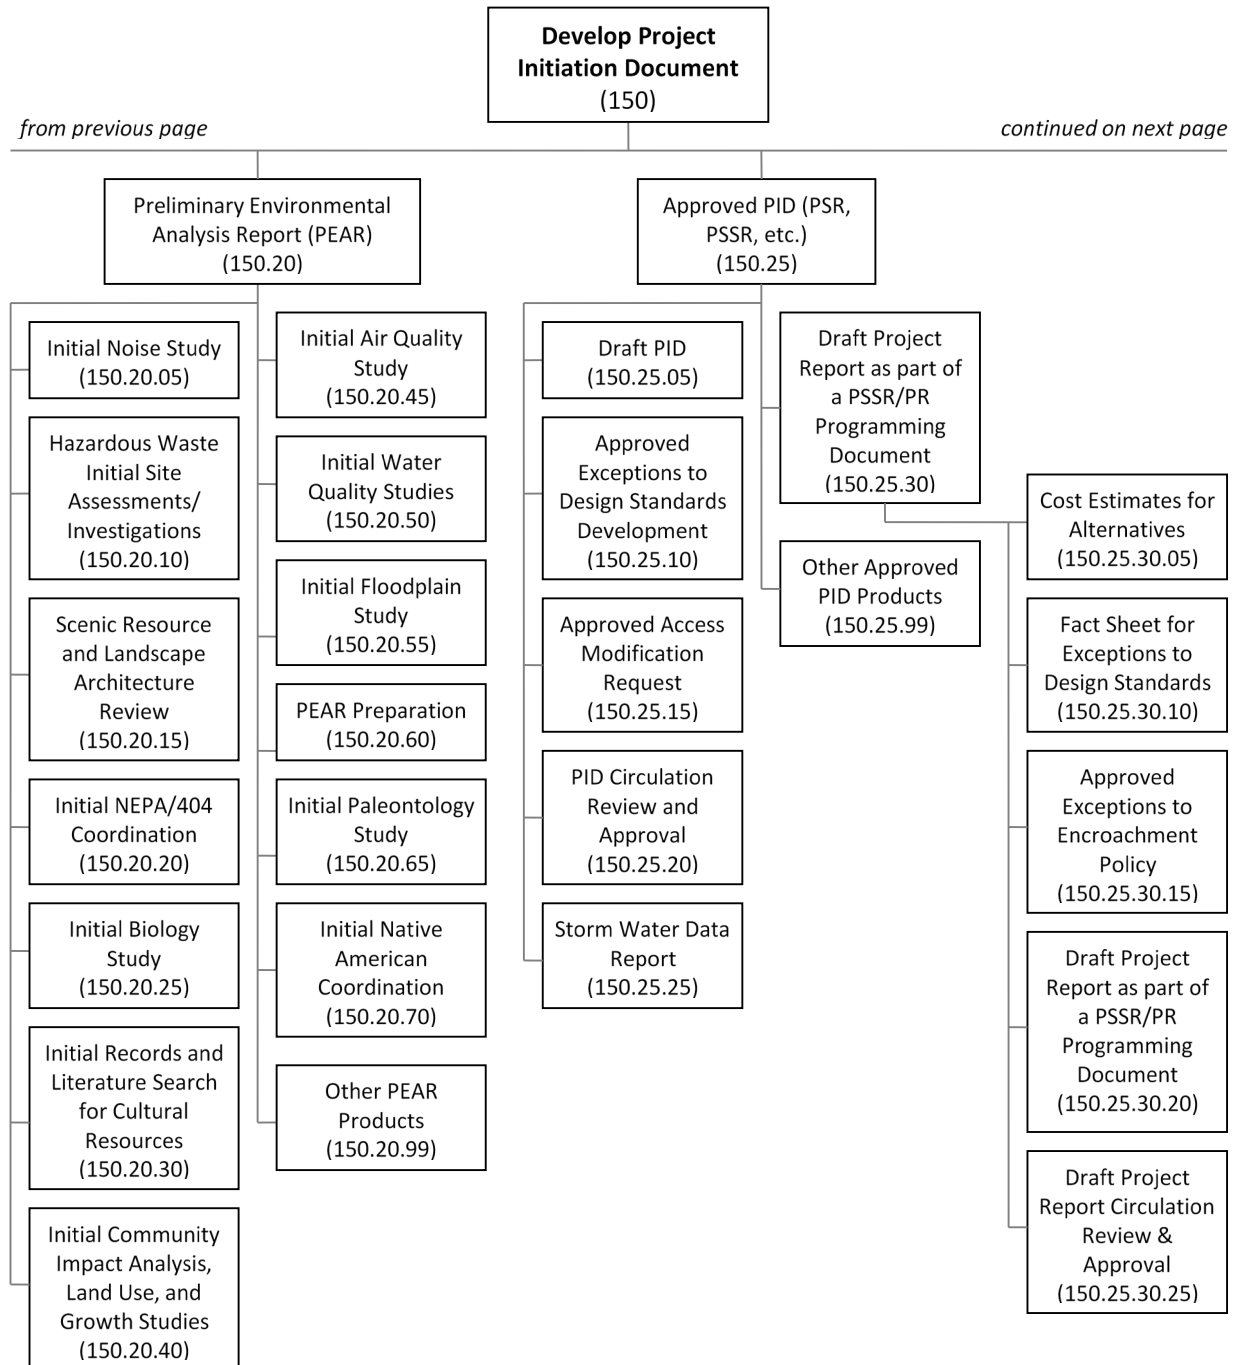 Develop Project
Initiation Document
(150)
from previous page
continued on next page
Preliminary Environmental
Analysis Report (PEAR)
(150.20)
Approved PID (PSR,
PSSR, etc.)
(150.25)
Initial Noise Study
(150.20.05)
Hazardous Waste
Initial Site
Assessments/
Investigations
(150.20.10)
Scenic Resource
and Landscape
Architecture
Review
(150.20.15)
Initial NEPA/404
Coordination
(150.20.20)
Initial Biology
Study
(150.20.25)
Initial Records and
Literature Search
for Cultural
Resources
(150.20.30)
Initial Community
Impact Analysis,
Land Use, and
Growth Studies
(150.20.40)
Initial Air Quality
Study
(150.20.45)
Initial Water
Quality Studies
(150.20.50)
Initial Floodplain
Study
(150.20.55)
PEAR Preparation
(150.20.60)
Initial Paleontology
Study
(150.20.65)
Initial Native
American
Coordination
(150.20.70)
Other PEAR
Products
(150.20.99)
Draft PID
(150.25.05)
Approved
Exceptions to
Design Standards
Development
(150.25.10)
Approved Access
Modification
Request
(150.25.15)
PID Circulation
Review and
Approval
(150.25.20)
Storm Water Data
Report
(150.25.25)
Draft Project
Report as part of
a PSSR/PR
Programming
Document
(150.25.30)
Other Approved
PID Products
(150.25.99)
Cost Estimates for
Alternatives
(150.25.30.05)
Fact Sheet for
Exceptions to
Design Standards
(150.25.30.10)
Approved
Exceptions to
Encroachment
Policy
(150.25.30.15)
Draft Project
Report as part of
a PSSR/PR
Programming
Document
(150.25.30.20)
Draft Project
Report Circulation
Review &
Approval
(150.25.30.25)